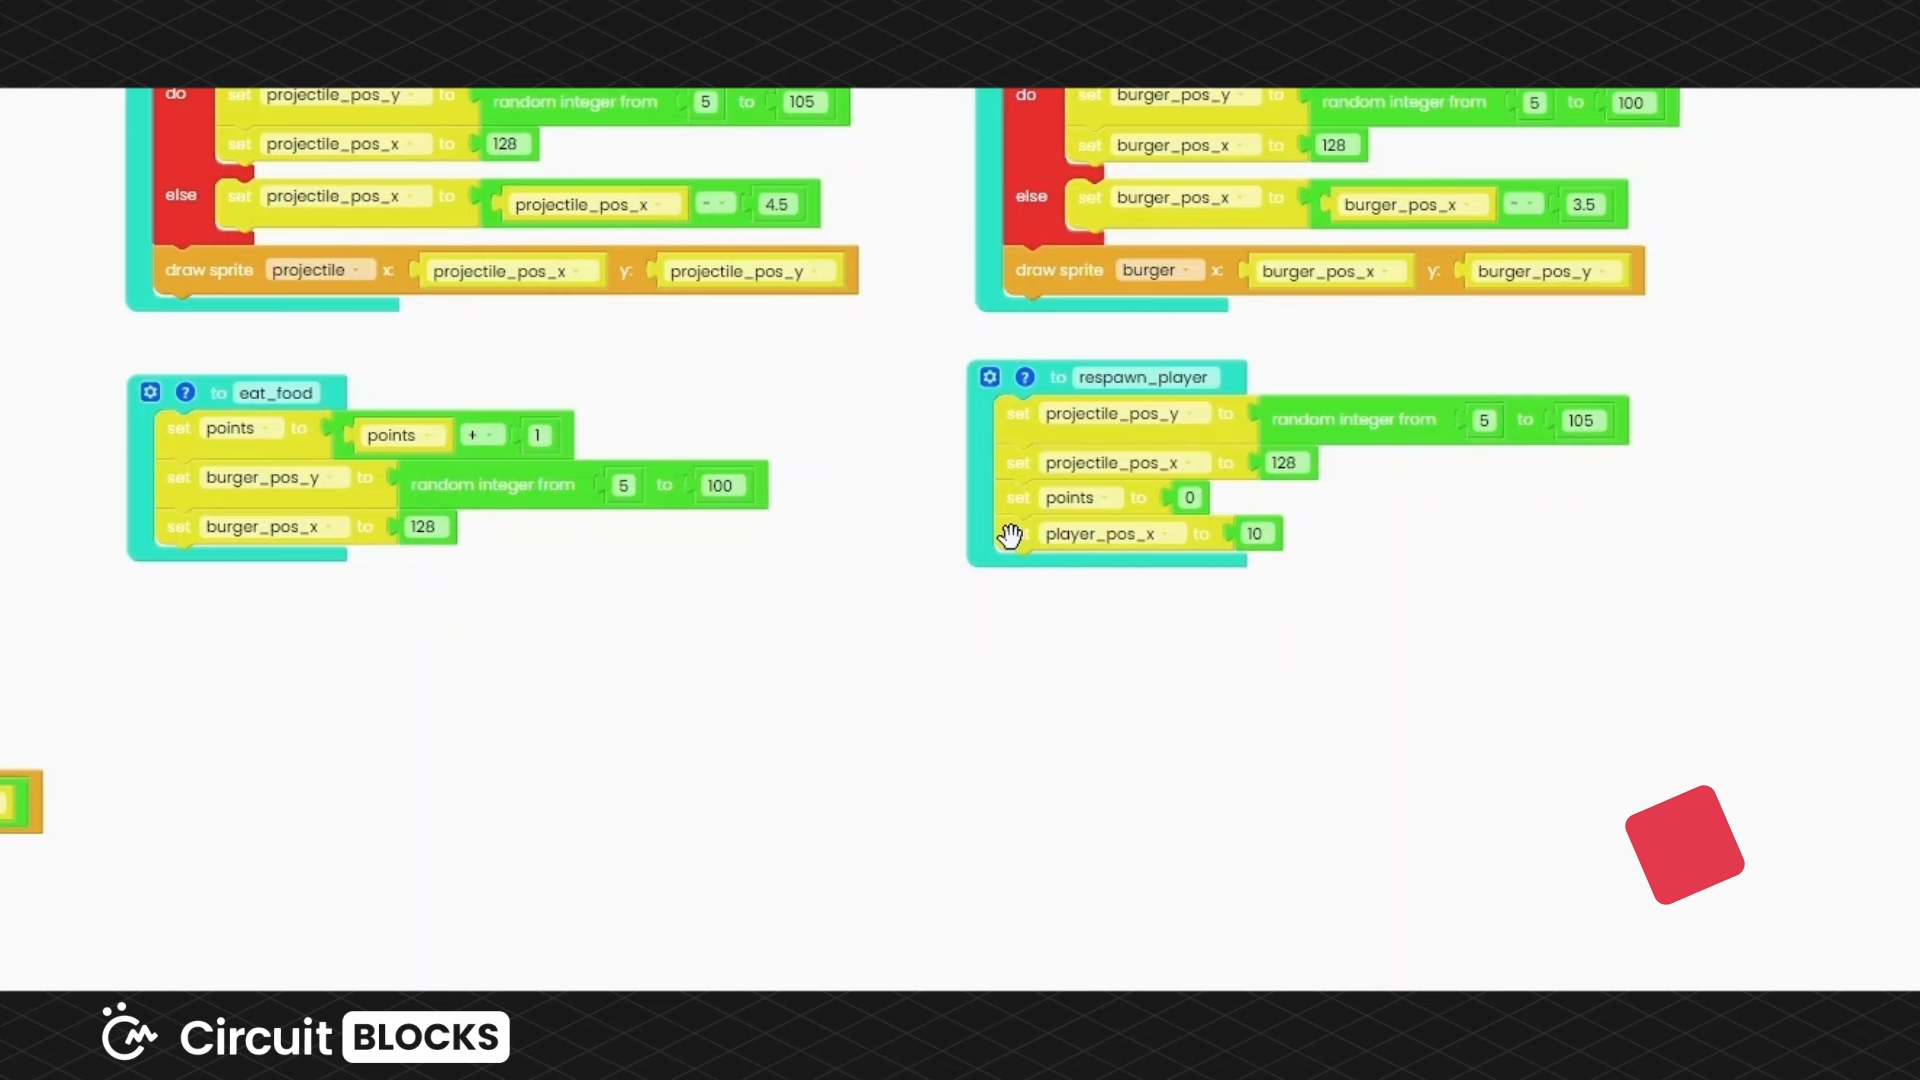 do set projectile_pos_y to random integer from 5 to 105
set projectile_pos_x to 128
else set projectile_pos_x to projectile_pos_x - 4.5
draw sprite projectile x: projectile_pos_x y: projectile_pos_y
do set burger_pos_y to random integer from 5 to 100
set burger_pos_x to 128
else set burger_pos_x to burger_pos_x - 3.5
draw sprite burger x: burger_pos_x y: burger_pos_y
? to eat_food
set points to points + 1
set burger_pos_y to random integer from 5 to 100
set burger_pos_x to 128
? to respawn_player
set projectile_pos_y to random integer from 5 to 105
set projectile_pos_x to 128
set points to 0
player_pos_x to 10
Circuit BLOCKS